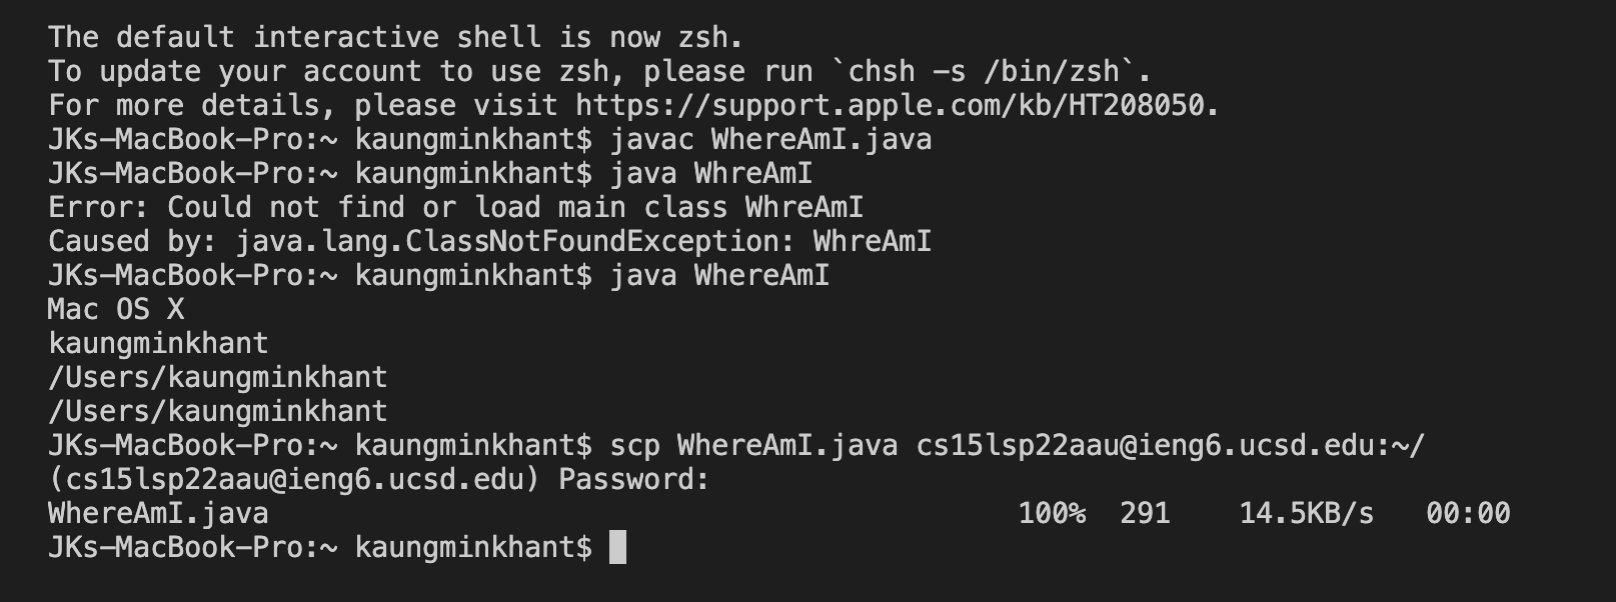 The default interactive shell is now zsh.
To update your account to use zsh, please run `chsh -s /bin/zsh`.
For more details, please visit https://support.apple.com/kb/HT208050.
JKs-MacBook-Pro:~ kaungminkhant$ javac WhereAmI.java
JKs-MacBook-Pro:~ kaungminkhant$ java WhreAmI
Error: Could not find or load main class WhreAmI
Caused by: java.lang.ClassNotFoundException: WhreAmI
JKs-MacBook-Pro:~ kaungminkhant$ java WhereAmI
Mac OS X
kaungminkhant
/Users/kaungminkhant
/Users/kaungminkhant
JKs-MacBook-Pro:~ kaungminkhant$ scp WhereAmI.java cs15lsp22aau@ieng6.ucsd.edu:~/
(cs15lsp22aau@ieng6.ucsd.edu) Password:
WhereAmI.java 100% 291 14.5KB/s 00:00
JKs-MacBook-Pro:~ kaungminkhant$